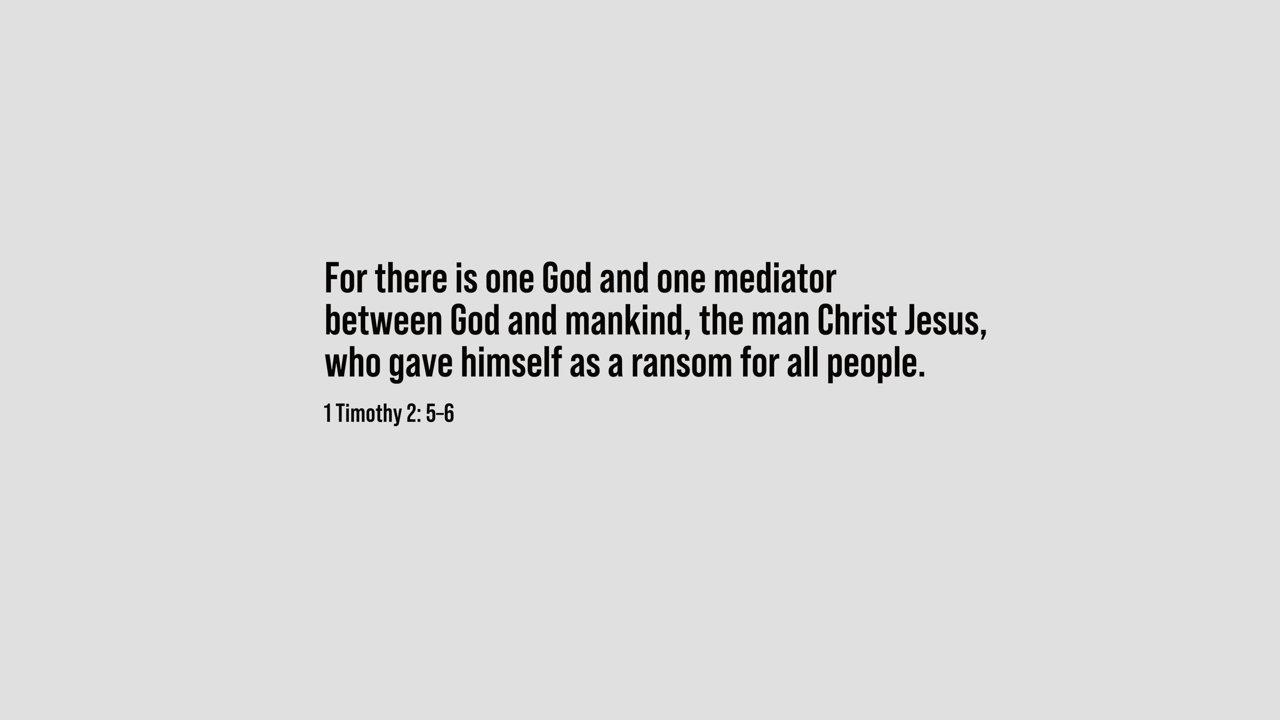 For there is one God and one mediator
between God and mankind, the man Christ Jesus,
who gave himself as a ransom for all people.
1 Timothy 2: 5–6